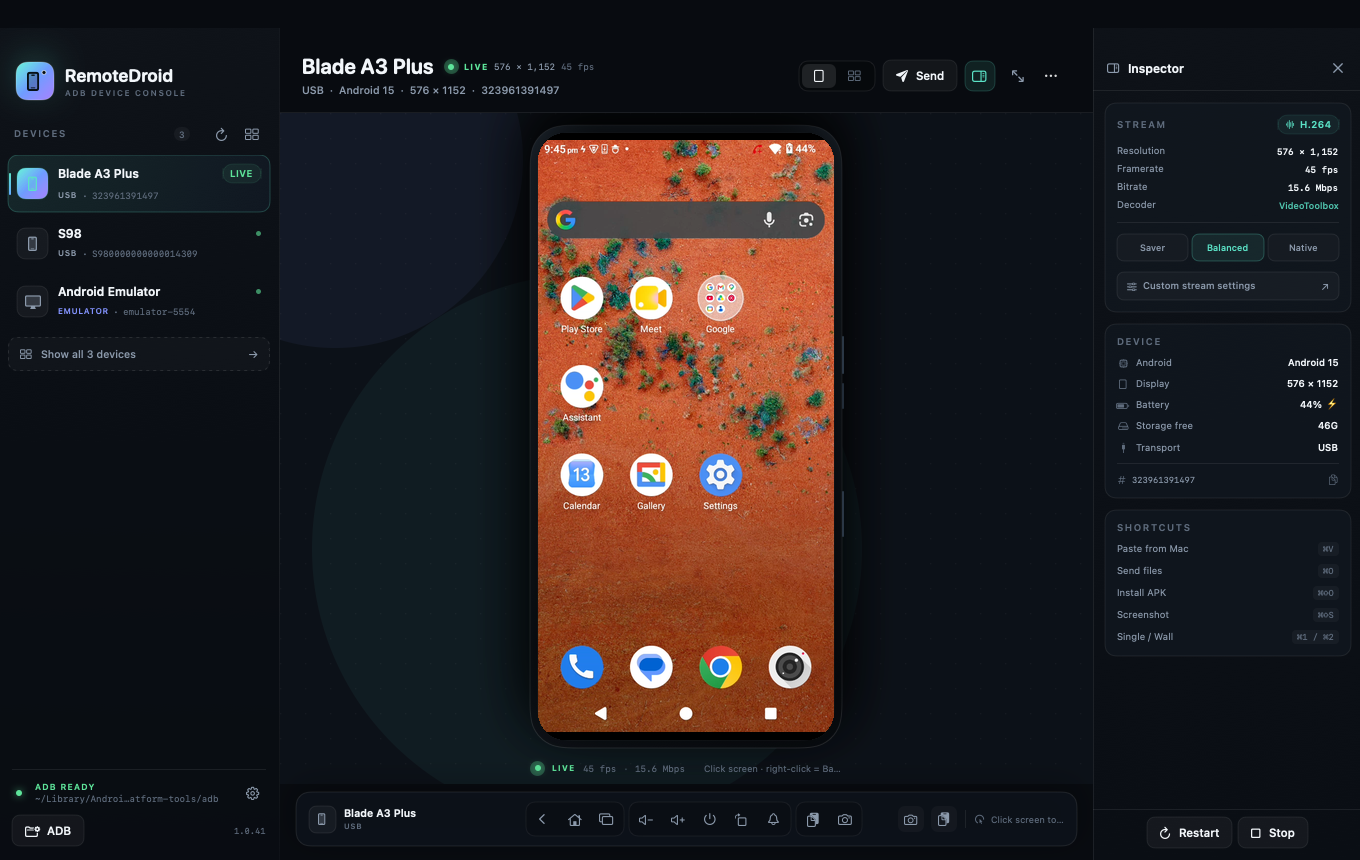 RemoteDroid
ADB DEVICE CONSOLE
DEVICES 3
Blade A3 Plus LIVE
USB · 323961391497
S98
USB · S980000000000014309
Android Emulator
EMULATOR · emulator-5554
Show all 3 devices
ADB READY
~/Library/Androi…atform-tools/adb
ADB 1.0.41
Blade A3 Plus LIVE 576 × 1,152 45 fps
USB · Android 15 · 576 × 1152 · 323961391497
Send
9:45 pm 44%
Play Store Meet Google
Assistant
13
Calendar Gallery Settings
LIVE 45 fps · 15.6 Mbps Click screen · right-click = Ba…
Blade A3 Plus
USB
Click screen to…
Inspector
STREAM H.264
Resolution 576 × 1,152
Framerate 45 fps
Bitrate 15.6 Mbps
Decoder VideoToolbox
Saver Balanced Native
Custom stream settings
DEVICE
Android Android 15
Display 576 × 1152
Battery 44% ⚡
Storage free 46G
Transport USB
# 323961391497
SHORTCUTS
Paste from Mac ⌘V
Send files ⌘O
Install APK ⌘⇧O
Screenshot ⌘⇧S
Single / Wall ⌘1 / ⌘2
Restart Stop